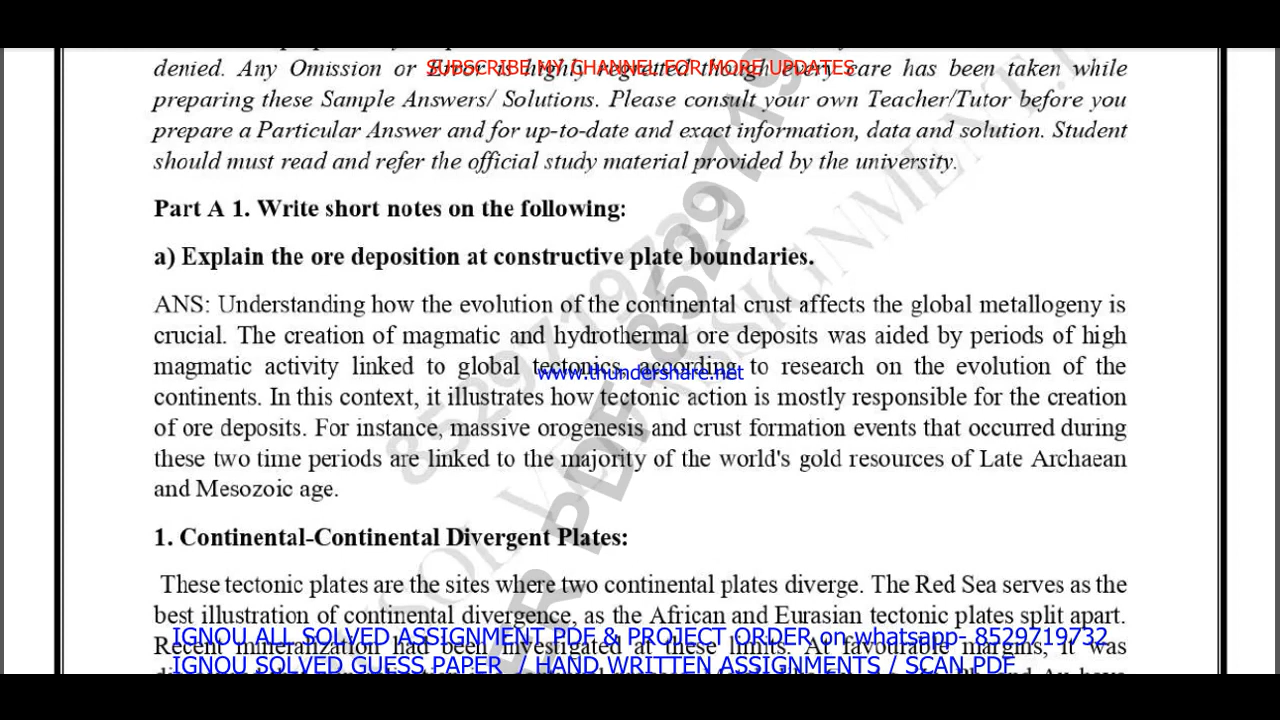 denied. Any Omission or Error is highly regretted though every care has been taken while
SUBSCRIBE MY CHANNEL FOR MORE UPDATES
preparing these Sample Answers/ Solutions. Please consult your own Teacher/Tutor before you
prepare a Particular Answer and for up-to-date and exact information, data and solution. Student
should must read and refer the official study material provided by the university.
Part A 1. Write short notes on the following:
a) Explain the ore deposition at constructive plate boundaries.
ANS: Understanding how the evolution of the continental crust affects the global metallogeny is
crucial. The creation of magmatic and hydrothermal ore deposits was aided by periods of high
magmatic activity linked to global tectonics, according to research on the evolution of the
www.thundershare.net
continents. In this context, it illustrates how tectonic action is mostly responsible for the creation
of ore deposits. For instance, massive orogenesis and crust formation events that occurred during
these two time periods are linked to the majority of the world's gold resources of Late Archaean
and Mesozoic age.
1. Continental-Continental Divergent Plates:
These tectonic plates are the sites where two continental plates diverge. The Red Sea serves as the
best illustration of continental divergence, as the African and Eurasian tectonic plates split apart.
IGNOU ALL SOLVED ASSIGNMENT PDF & PROJECT ORDER on whatsapp- 8529719732
Recent mineralization had been investigated at these limits. At favourable margins, it was
IGNOU SOLVED GUESS PAPER / HAND WRITTEN ASSIGNMENTS / SCAN PDF
8529719732
PDF 8529719